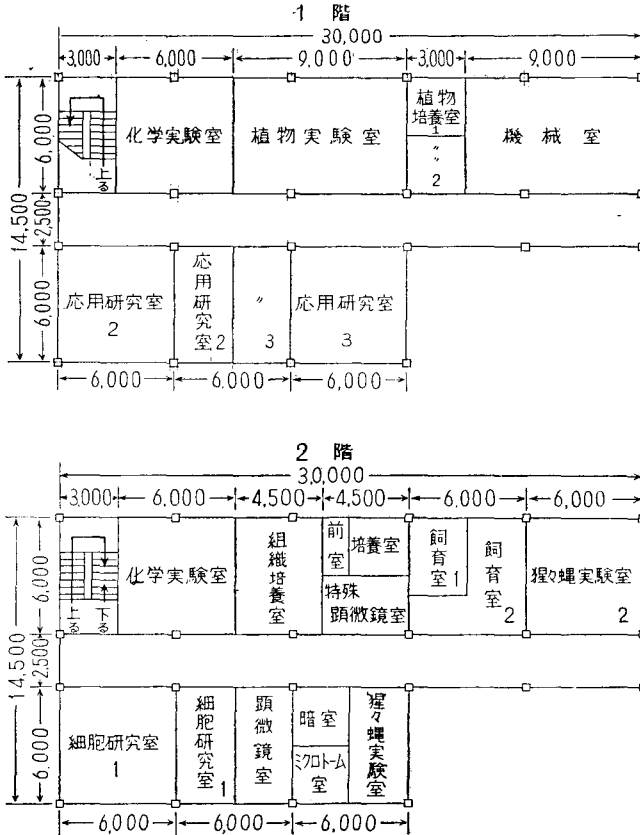 1 階
30,000
3,000 6,000 9,000 3,000 9,000
14,500
6,000
2,500
6,000
上る
化学実験室
植物実験室
植物
培養室
1
〃 〃 2
機械室
応用研究室
2
応用研究室2
〃
3
応用研究室
3
6,000 6,000 6,000
2 階
30,000
3,000 6,000 4,500 4,500 6,000 6,000
14,500
6,000
2,500
6,000
上る
下る
化学実験室
組織培養室
前室
培養室
特殊
顕微鏡室
飼育室1
飼育室2
猩々蝿実験室
2
細胞研究室
1
細胞研究室1
顕微鏡室
暗室
ミクロトーム
室
猩々蝿実験室
6,000 6,000 6,000